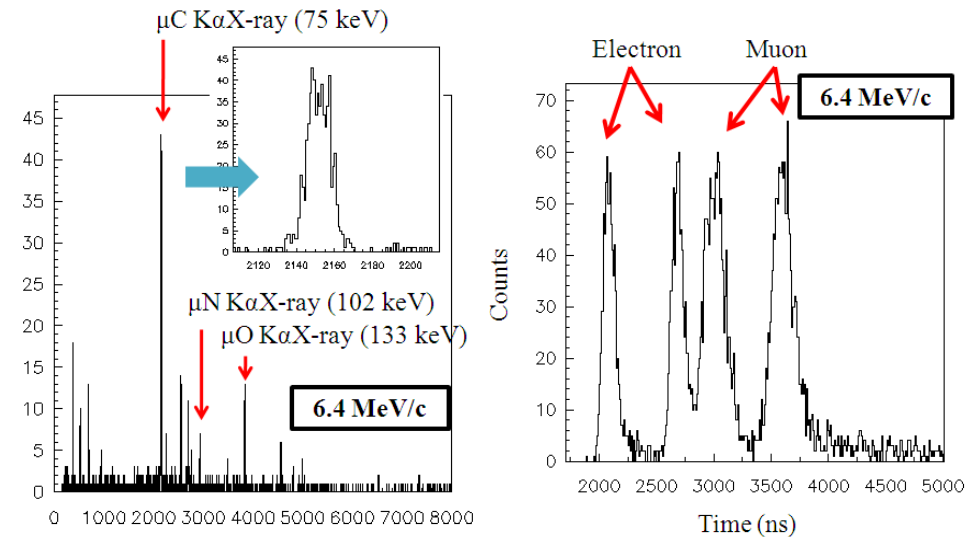 μC KαX-ray (75 keV)
45
40
35
30
25
20
15
10
5
0
0 1000 2000 3000 4000 5000 6000 7000 8000
45
40
35
30
25
20
15
10
5
0
2120 2140 2160 2180 2200
μN KαX-ray (102 keV)
μO KαX-ray (133 keV)
6.4 MeV/c
Electron Muon
6.4 MeV/c
70
60
50
40
30
20
10
0
Counts
2000 2500 3000 3500 4000 4500 5000
Time (ns)